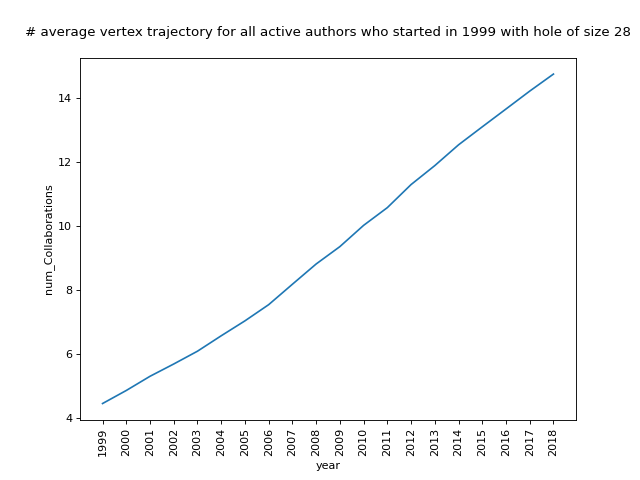 # average vertex trajectory for all active authors who started in 1999 with hole of size 28
num_Collaborations
14
12
10
8
6
4
1999 2000 2001 2002 2003 2004 2005 2006 2007 2008 2009 2010 2011 2012 2013 2014 2015 2016 2017 2018
year